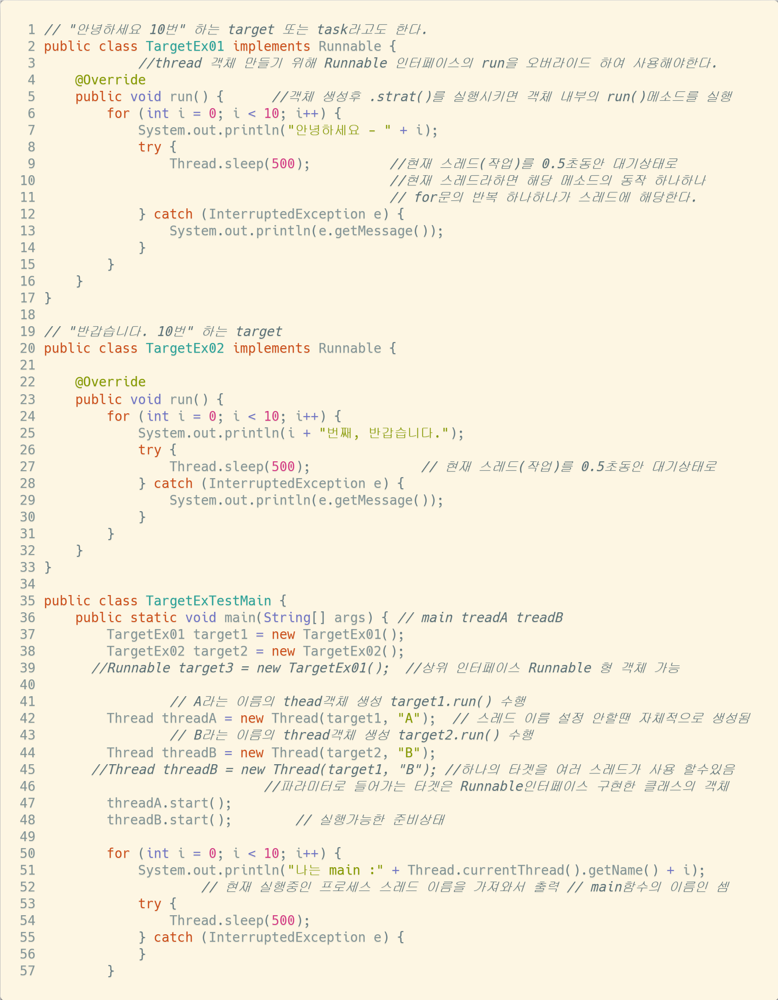 1 // "안녕하세요 10번" 하는 target 또는 task라고도 한다.
2 public class TargetEx01 implements Runnable {
3             //thread 객체 만들기 위해 Runnable 인터페이스의 run을 오버라이드 하여 사용해야한다.
4     @Override
5     public void run() {      //객체 생성후 .strat()를 실행시키면 객체 내부의 run()메소드를 실행
6         for (int i = 0; i < 10; i++) {
7             System.out.println("안녕하세요 - " + i);
8             try {
9                 Thread.sleep(500);          //현재 스레드(작업)를 0.5초동안 대기상태로
10                                            //현재 스레드라하면 해당 메소드의 동작 하나하나
11                                            // for문의 반복 하나하나가 스레드에 해당한다.
12             } catch (InterruptedException e) {
13                 System.out.println(e.getMessage());
14             }
15         }
16     }
17 }
18
19 // "반갑습니다. 10번" 하는 target
20 public class TargetEx02 implements Runnable {
21
22     @Override
23     public void run() {
24         for (int i = 0; i < 10; i++) {
25             System.out.println(i + "번째, 반갑습니다.");
26             try {
27                 Thread.sleep(500);              // 현재 스레드(작업)를 0.5초동안 대기상태로
28             } catch (InterruptedException e) {
29                 System.out.println(e.getMessage());
30             }
31         }
32     }
33 }
34
35 public class TargetExTestMain {
36     public static void main(String[] args) { // main treadA treadB
37         TargetEx01 target1 = new TargetEx01();
38         TargetEx02 target2 = new TargetEx02();
39       //Runnable target3 = new TargetEx01();  //상위 인터페이스 Runnable 형 객체 가능
40
41                 // A라는 이름의 thead객체 생성 target1.run() 수행
42         Thread threadA = new Thread(target1, "A");  // 스레드 이름 설정 안할땐 자체적으로 생성됨
43                 // B라는 이름의 thread객체 생성 target2.run() 수행
44         Thread threadB = new Thread(target2, "B");
45       //Thread threadB = new Thread(target1, "B"); //하나의 타겟을 여러 스레드가 사용 할수있음
46                             //파라미터로 들어가는 타겟은 Runnable인터페이스 구현한 클래스의 객체
47         threadA.start();
48         threadB.start();        // 실행가능한 준비상태
49
50         for (int i = 0; i < 10; i++) {
51             System.out.println("나는 main :" + Thread.currentThread().getName() + i);
52                     // 현재 실행중인 프로세스 스레드 이름을 가져와서 출력 // main함수의 이름인 셈
53             try {
54                 Thread.sleep(500);
55             } catch (InterruptedException e) {
56             }
57         }